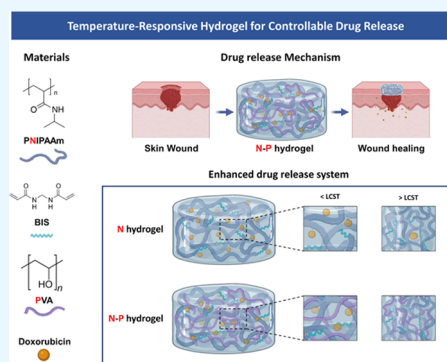 Temperature-Responsive Hydrogel for Controllable Drug Release
Materials
n
O
NH
PNIPAAm
O
O
N
H
N
H
BIS
HO
n
PVA
Doxorubicin
Drug release Mechanism
Skin Wound
N-P hydrogel
Wound healing
Enhanced drug release system
< LCST
> LCST
N hydrogel
N-P hydrogel